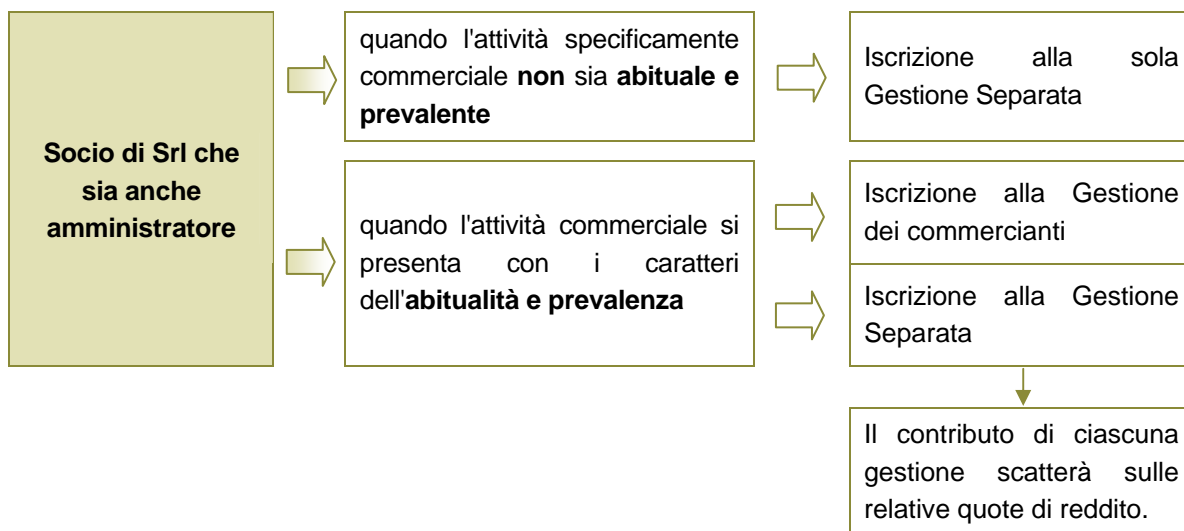 Socio di Srl che
sia anche
amministratore
quando l'attività specificamente
commerciale non sia abituale e
prevalente
Iscrizione alla sola
Gestione Separata
quando l'attività commerciale si
presenta con i caratteri
dell'abitualità e prevalenza
Iscrizione alla Gestione
dei commercianti
Iscrizione alla Gestione
Separata
Il contributo di ciascuna
gestione scatterà sulle
relative quote di reddito.